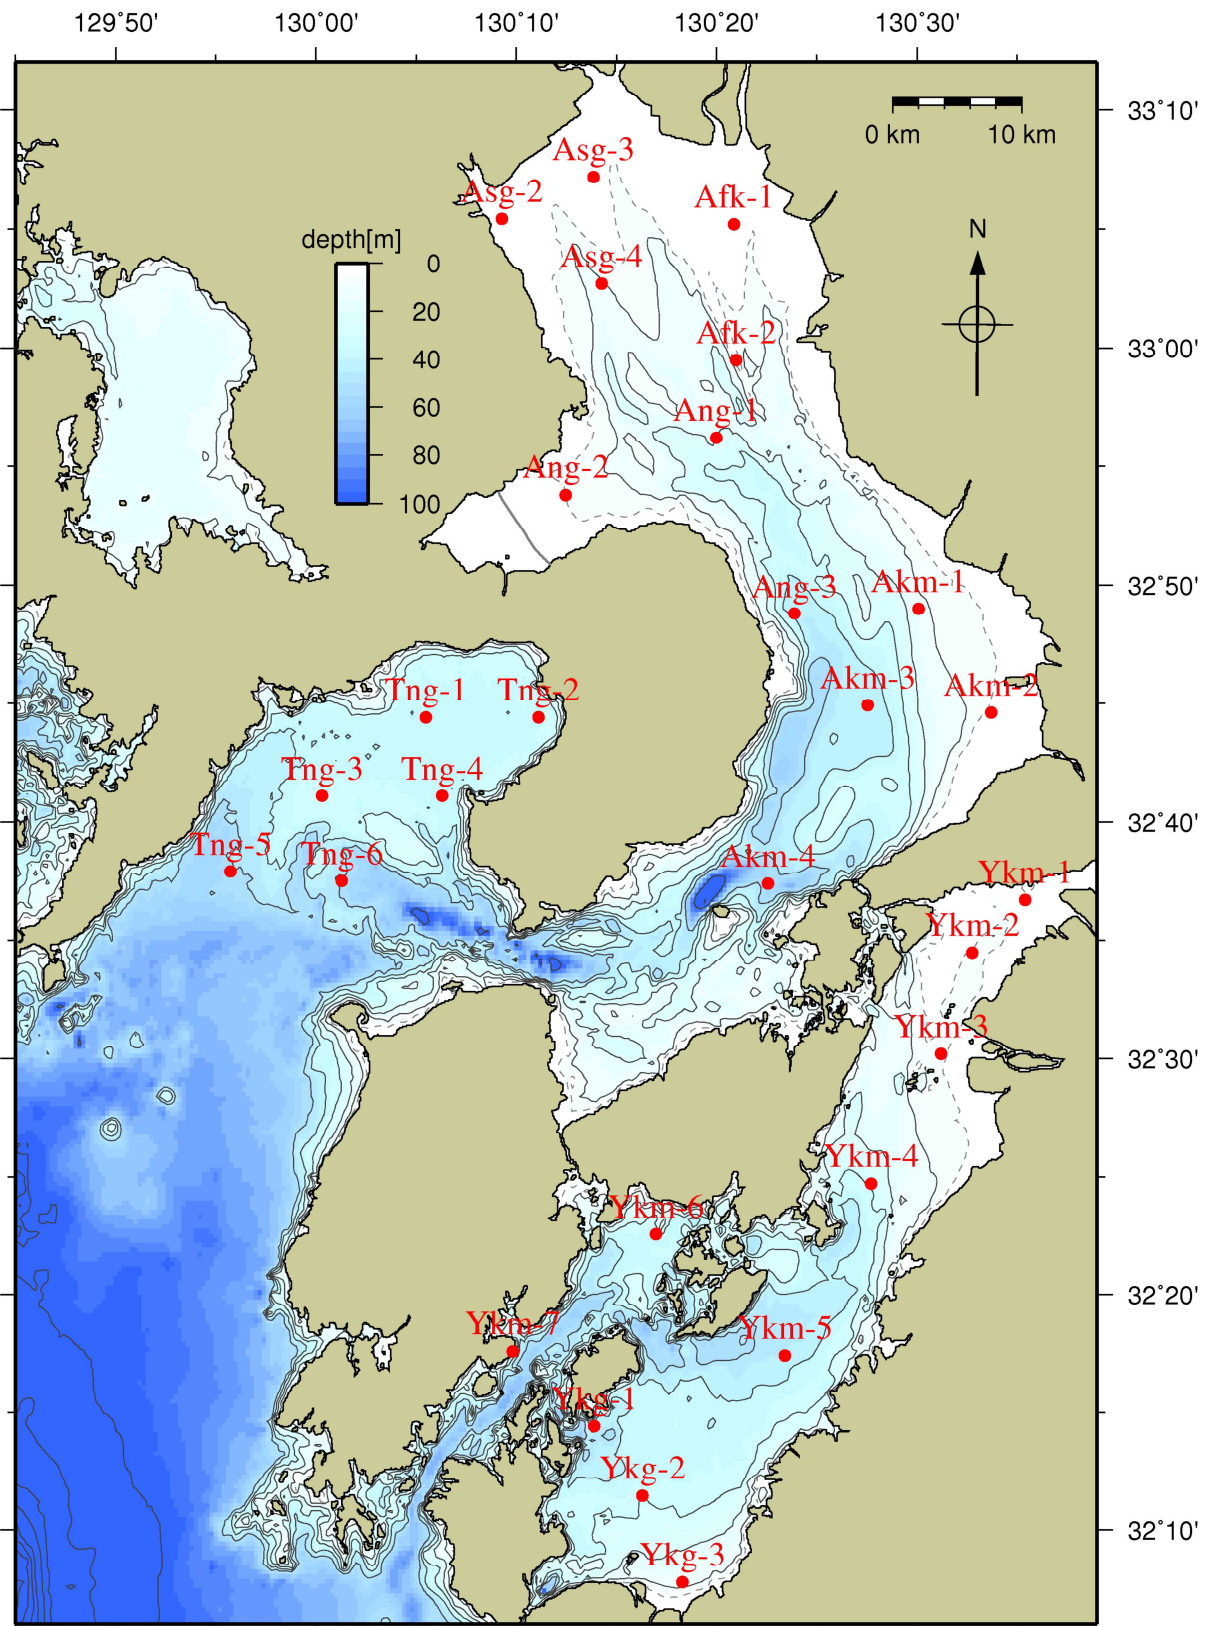 129°50' 130°00' 130°10' 130°20' 130°30'
33°10'
0 km 10 km
Asg-3
Asg-2
Afk-1
N
depth[m]
Asg-4
0
20
40
60
80
100
Afk-2
33°00'
Ang-1
Ang-2
Ang-3
Akm-1
32°50'
Akm-3
Akm-2
Tng-1
Tng-2
Tng-3
Tng-4
32°40'
Tng-5
Tng-6
Akm-4
Ykm-1
Ykm-2
Ykm-3
32°30'
Ykm-4
Ykm-6
32°20'
Ykm-7
Ykm-5
Ykg-1
Ykg-2
32°10'
Ykg-3